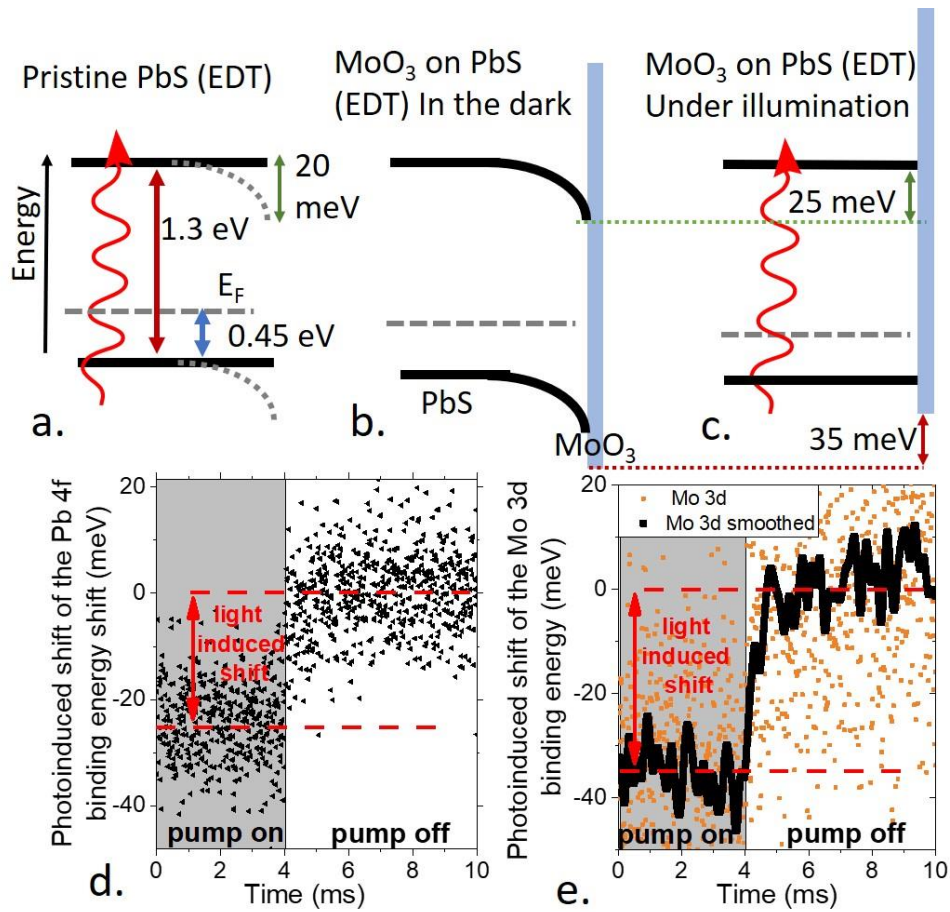 Pristine PbS (EDT)
Energy
1.3 eV
20
meV
E_F
0.45 eV
a.
MoO₃ on PbS
(EDT) In the dark
PbS
MoO₃
b.
MoO₃ on PbS (EDT)
Under illumination
25 meV
c.
35 meV
Photoinduced shift of the Pb 4f
binding energy shift (meV)
20
0
-20
-40
light
induced
shift
pump on
pump off
0 2 4 6 8 10
Time (ms)
d.
Photoinduced shift of the Mo 3d
binding energy (meV)
20
0
-20
-40
Mo 3d
Mo 3d smoothed
light
induced
shift
pump on
pump off
0 2 4 6 8 10
Time (ms)
e.